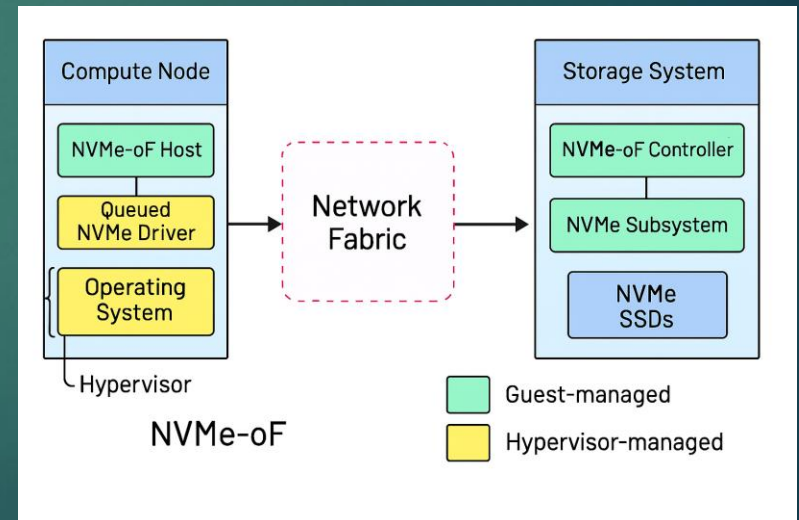 Compute Node
NVMe-oF Host
Queued
NVMe Driver
Operating
System
Hypervisor
NVMe-oF
Network
Fabric
Storage System
NVMe-oF Controller
NVMe Subsystem
NVMe
SSDs
Guest-managed
Hypervisor-managed